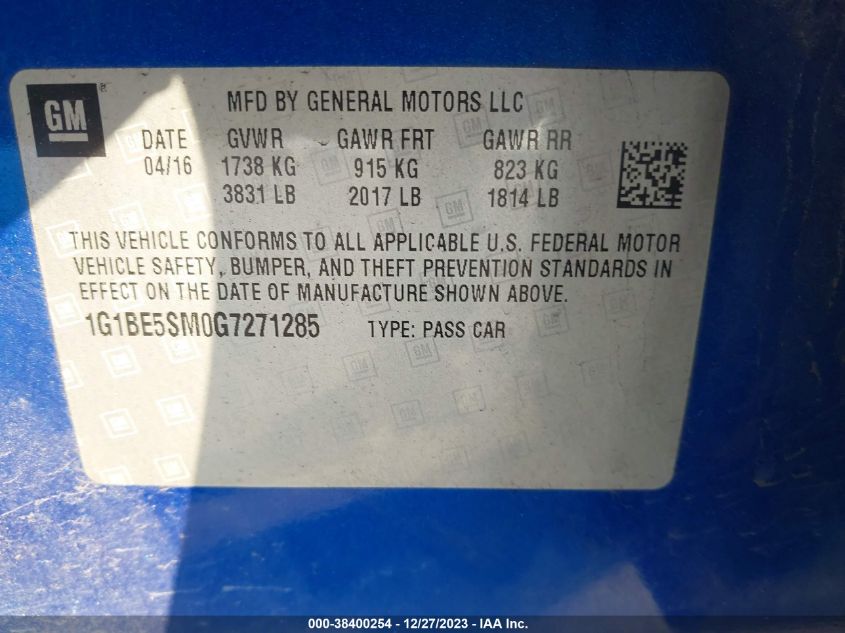 GM ® MFD BY GENERAL MOTORS LLC
DATE GVWR GAWR FRT GAWR RR
04/16 1738 KG 915 KG 823 KG
3831 LB 2017 LB 1814 LB
THIS VEHICLE CONFORMS TO ALL APPLICABLE U.S. FEDERAL MOTOR
VEHICLE SAFETY, BUMPER, AND THEFT PREVENTION STANDARDS IN
EFFECT ON THE DATE OF MANUFACTURE SHOWN ABOVE.
1G1BE5SM0G7271285 TYPE: PASS CAR
000-38400254 - 12/27/2023 - IAA Inc.